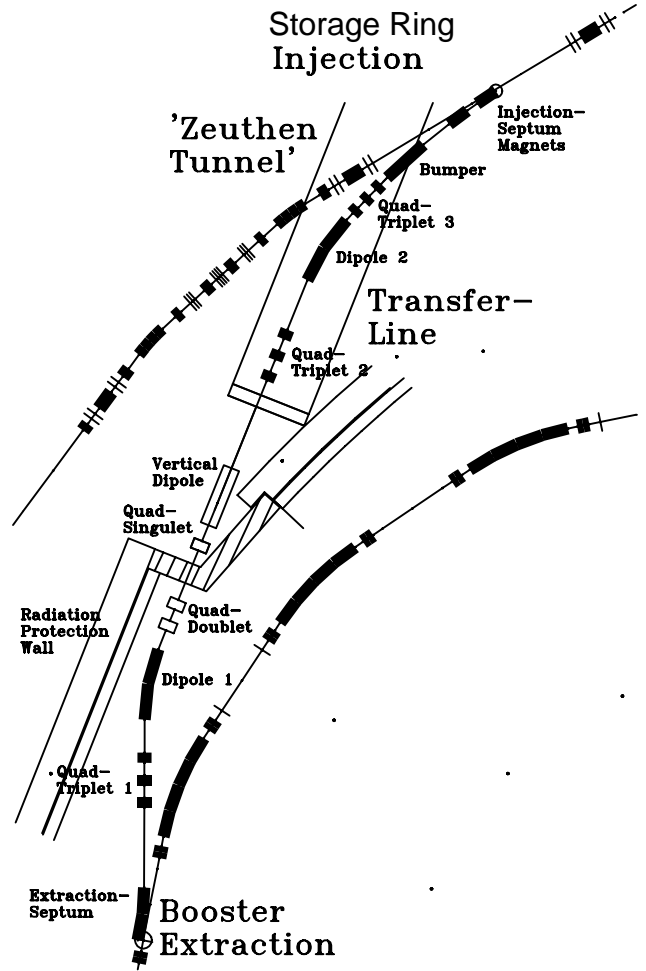 Storage Ring
Injection
'Zeuthen
Tunnel'
Injection-
Septum
Magnets
Bumper
Quad-
Triplet 3
Dipole 2
Transfer-
Line
Quad-
Triplet 2
Vertical
Dipole
Quad-
Singulet
Radiation
Protection
Wall
Quad-
Doublet
Dipole 1
Quad-
Triplet 1
Extraction-
Septum
Booster
Extraction